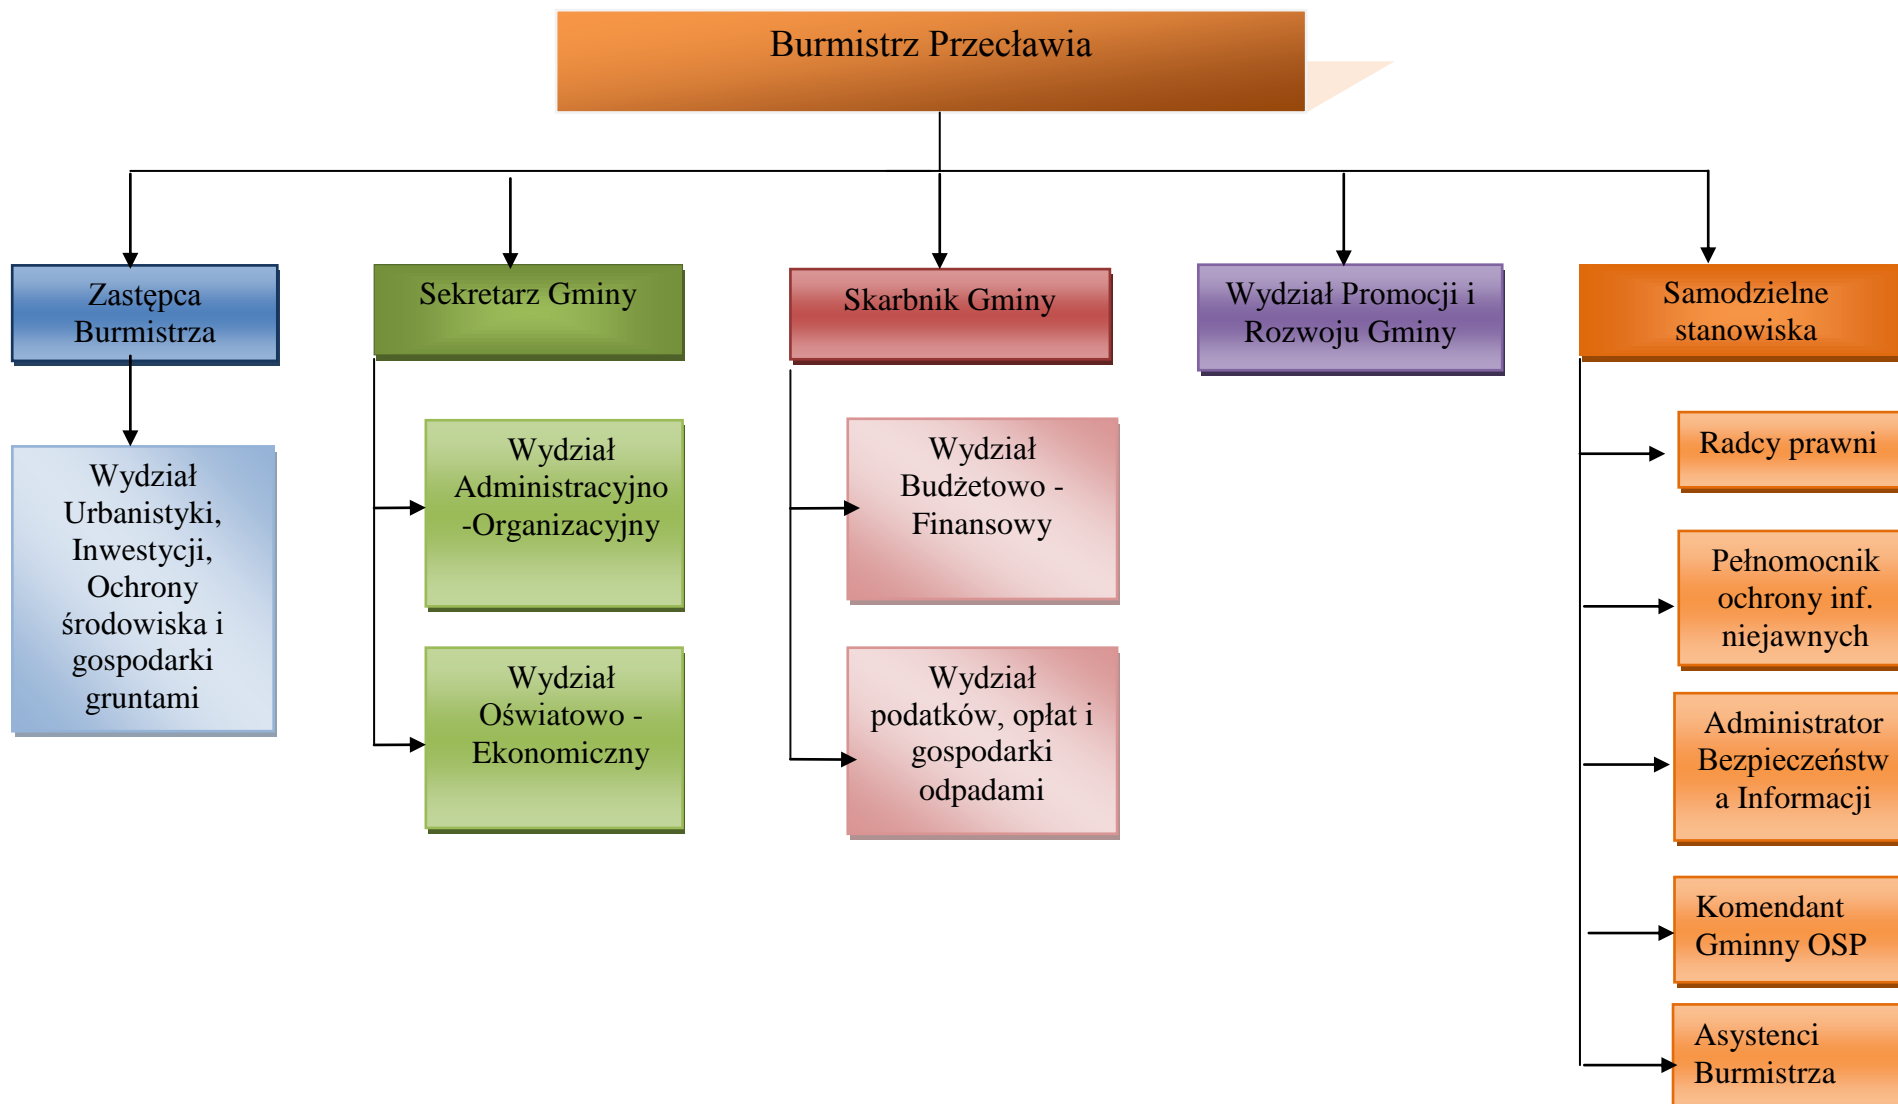 Burmistrz Przecławia
Zastępca
Burmistrza
Sekretarz Gminy
Skarbnik Gminy
Wydział Promocji i
Rozwoju Gminy
Samodzielne
stanowiska
Wydział
Urbanistyki,
Inwestycji,
Ochrony
środowiska i
gospodarki
gruntami
Wydział
Administracyjno
-Organizacyjny
Wydział
Oświatowo -
Ekonomiczny
Wydział
Budżetowo -
Finansowy
Wydział
podatków, opłat i
gospodarki
odpadami
Radcy prawni
Pełnomocnik
ochrony inf.
niejawnych
Administrator
Bezpieczeństw
a Informacji
Komendant
Gminny OSP
Asystenci
Burmistrza